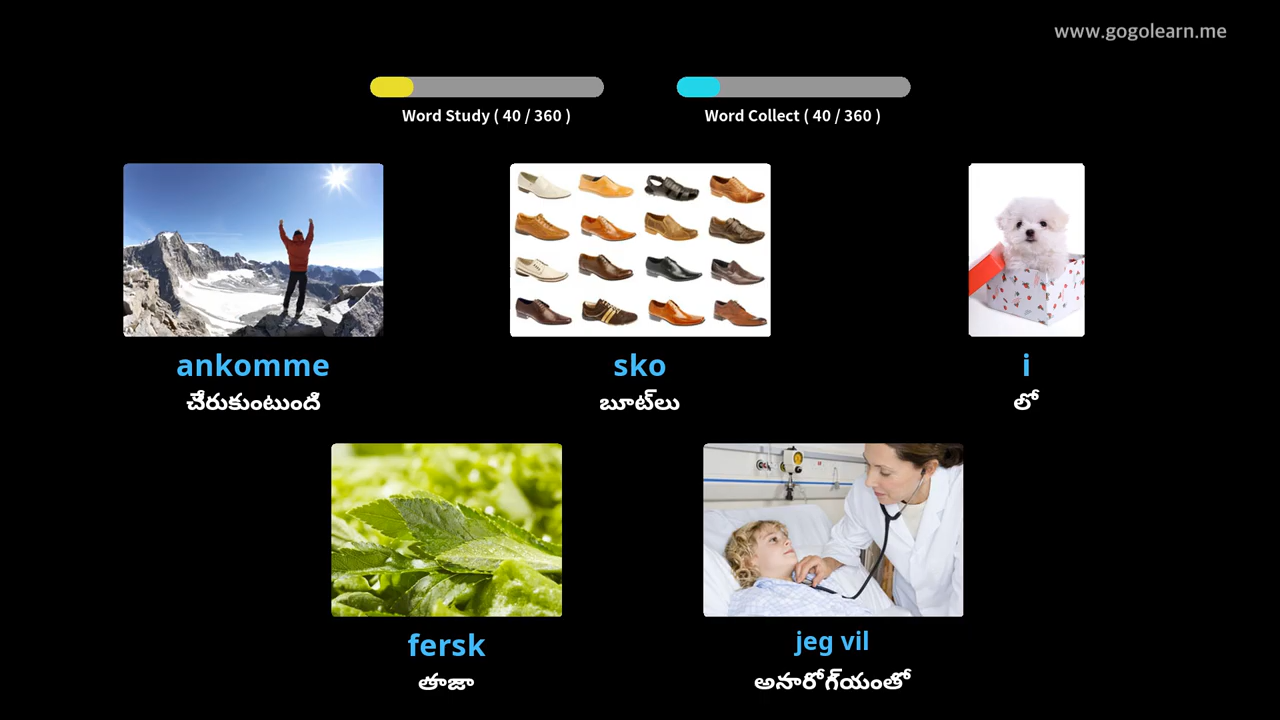 www.gogolearn.me
Word Study ( 40 / 360 )
Word Collect ( 40 / 360 )
ankomme
చేరుకుంటుంది
sko
బూట్‌లు
i
లో
fersk
తాజా
jeg vil
అనారోగ్యంతో